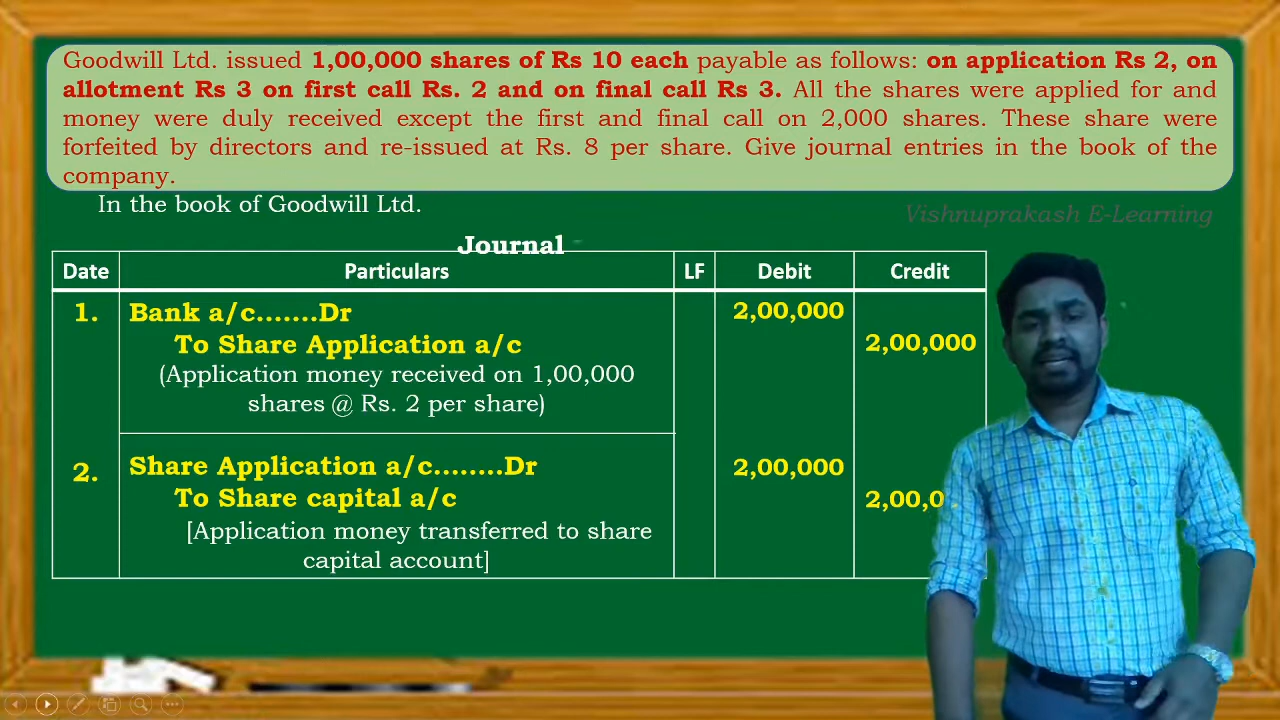 Goodwill Ltd. issued 1,00,000 shares of Rs 10 each payable as follows: on application Rs 2, on
allotment Rs 3 on first call Rs. 2 and on final call Rs 3. All the shares were applied for and
money were duly received except the first and final call on 2,000 shares. These share were
forfeited by directors and re-issued at Rs. 8 per share. Give journal entries in the book of the
company.
In the book of Goodwill Ltd.
Vishnuprakash E-Learning
Journal
Date Particulars LF Debit Credit
1. Bank a/c.......Dr 2,00,000
To Share Application a/c 2,00,000
(Application money received on 1,00,000
shares @ Rs. 2 per share)
2. Share Application a/c........Dr 2,00,000
To Share capital a/c 2,00,0
[Application money transferred to share
capital account]